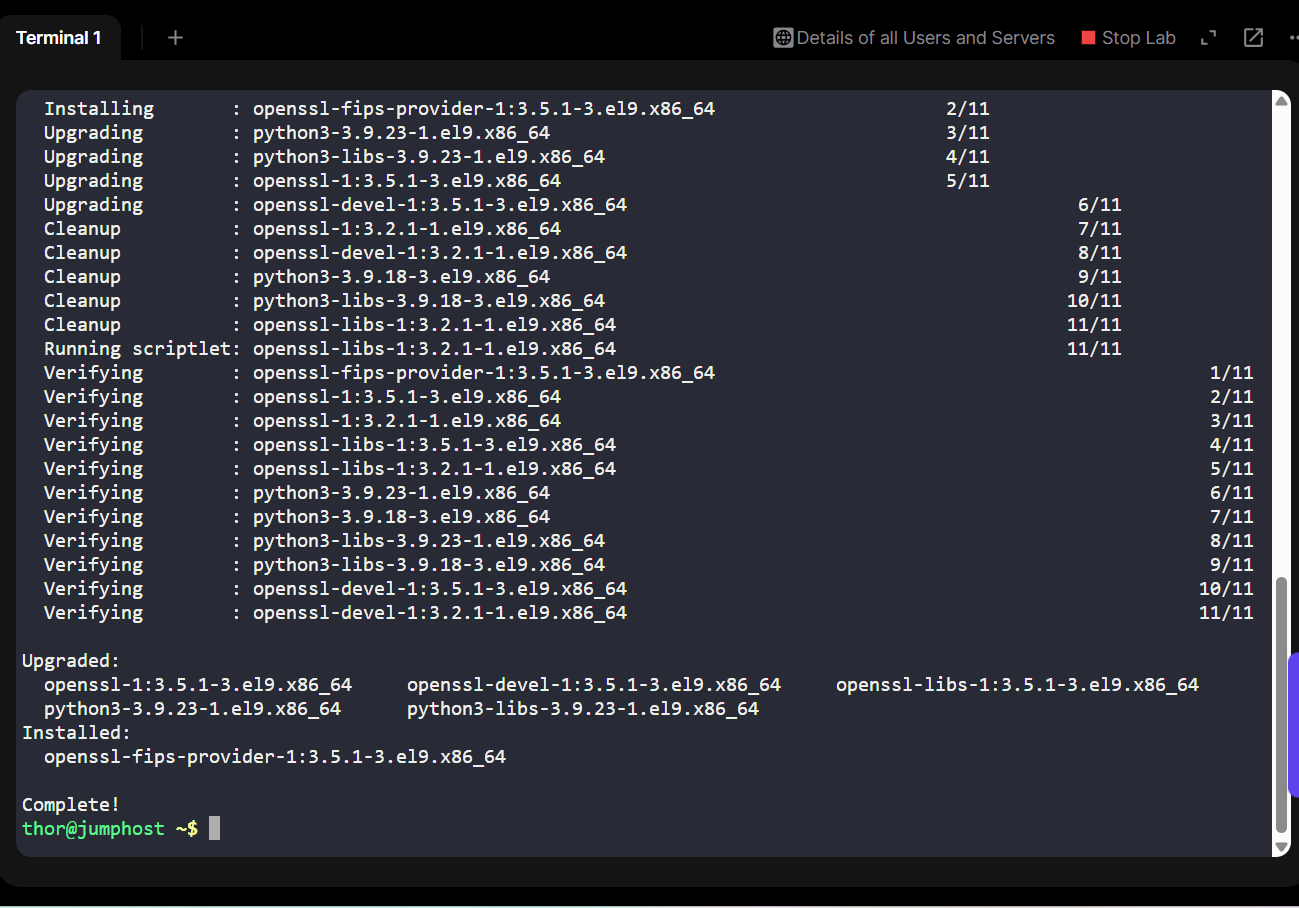 Terminal 1
+
Details of all Users and Servers
Stop Lab
Installing : openssl-fips-provider-1:3.5.1-3.el9.x86_64 2/11
Upgrading : python3-3.9.23-1.el9.x86_64 3/11
Upgrading : python3-libs-3.9.23-1.el9.x86_64 4/11
Upgrading : openssl-1:3.5.1-3.el9.x86_64 5/11
Upgrading : openssl-devel-1:3.5.1-3.el9.x86_64 6/11
Cleanup : openssl-1:3.2.1-1.el9.x86_64 7/11
Cleanup : openssl-devel-1:3.2.1-1.el9.x86_64 8/11
Cleanup : python3-3.9.18-3.el9.x86_64 9/11
Cleanup : python3-libs-3.9.18-3.el9.x86_64 10/11
Cleanup : openssl-libs-1:3.2.1-1.el9.x86_64 11/11
Running scriptlet: openssl-libs-1:3.2.1-1.el9.x86_64 11/11
Verifying : openssl-fips-provider-1:3.5.1-3.el9.x86_64 1/11
Verifying : openssl-1:3.5.1-3.el9.x86_64 2/11
Verifying : openssl-1:3.2.1-1.el9.x86_64 3/11
Verifying : openssl-libs-1:3.5.1-3.el9.x86_64 4/11
Verifying : openssl-libs-1:3.2.1-1.el9.x86_64 5/11
Verifying : python3-3.9.23-1.el9.x86_64 6/11
Verifying : python3-3.9.18-3.el9.x86_64 7/11
Verifying : python3-libs-3.9.23-1.el9.x86_64 8/11
Verifying : python3-libs-3.9.18-3.el9.x86_64 9/11
Verifying : openssl-devel-1:3.5.1-3.el9.x86_64 10/11
Verifying : openssl-devel-1:3.2.1-1.el9.x86_64 11/11
Upgraded:
openssl-1:3.5.1-3.el9.x86_64 openssl-devel-1:3.5.1-3.el9.x86_64 openssl-libs-1:3.5.1-3.el9.x86_64
python3-3.9.23-1.el9.x86_64 python3-libs-3.9.23-1.el9.x86_64
Installed:
openssl-fips-provider-1:3.5.1-3.el9.x86_64
Complete!
thor@jumphost ~$